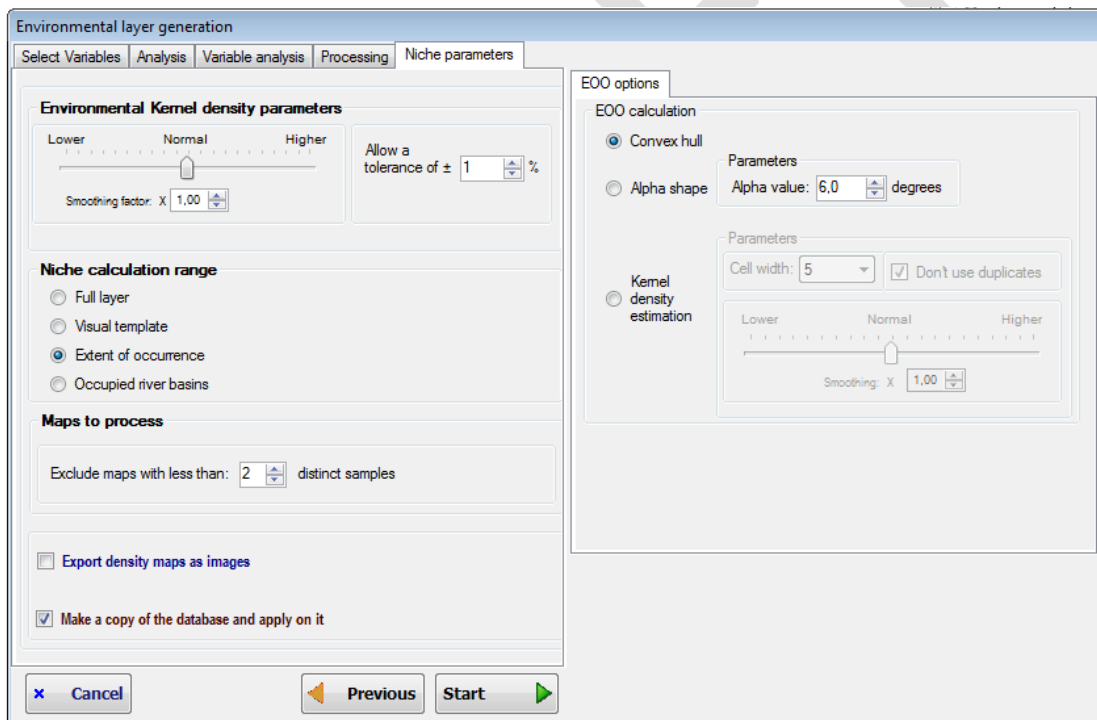 Environmental layer generation
Select Variables Analysis Variable analysis Processing Niche parameters
Environmental Kernel density parameters
Lower Normal Higher
Smoothing factor: X 1,00
Allow a
tolerance of ± 1 %
Niche calculation range
Full layer
Visual template
Extent of occurrence
Occupied river basins
Maps to process
Exclude maps with less than: 2 distinct samples
Export density maps as images
Make a copy of the database and apply on it
Cancel Previous Start
EOO options
EOO calculation
Convex hull
Alpha shape
Parameters
Alpha value: 6,0 degrees
Kernel
density
estimation
Parameters
Cell width: 5 Don't use duplicates
Lower Normal Higher
Smoothing: X 1,00